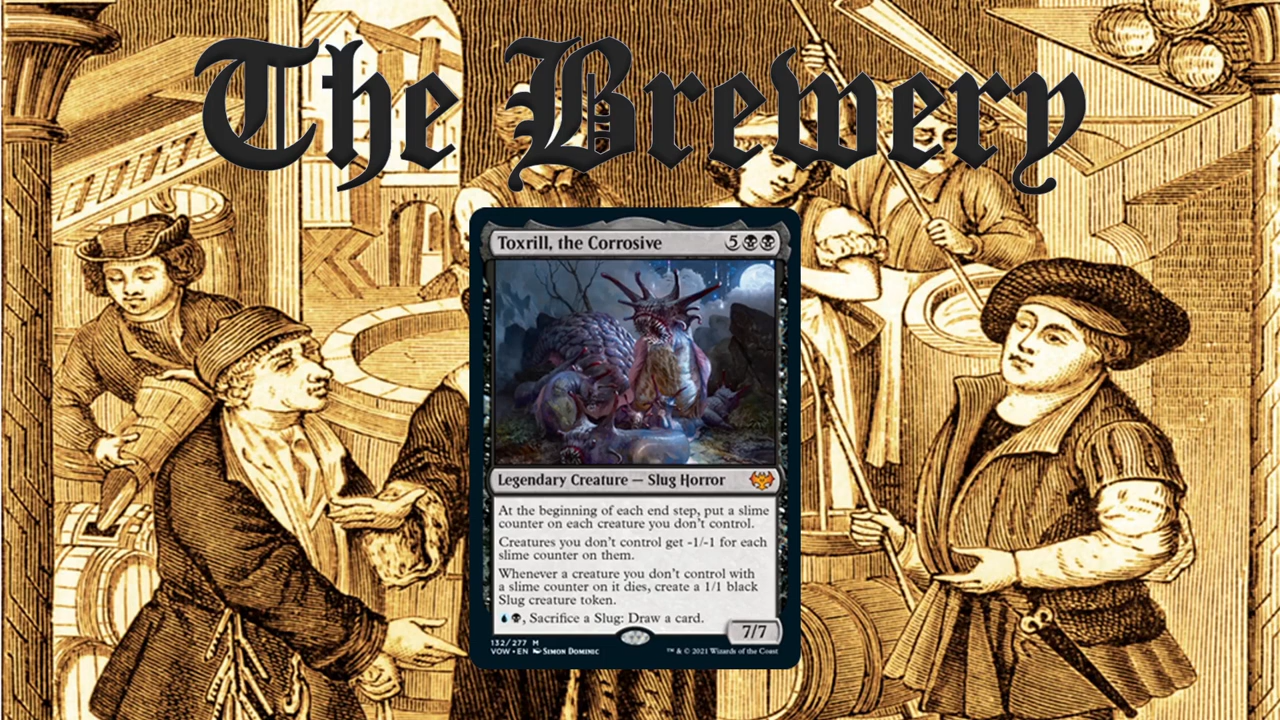 The Brewery
Toxrill, the Corrosive 5
Legendary Creature — Slug Horror
At the beginning of each end step, put a slime
counter on each creature you don't control.
Creatures you don't control get -1/-1 for each
slime counter on them.
Whenever a creature you don't control with
a slime counter on it dies, create a 1/1 black
Slug creature token.
, Sacrifice a Slug: Draw a card.
7/7
132/277 M
VOW • EN Simon Dominic
™ & © 2021 Wizards of the Coast